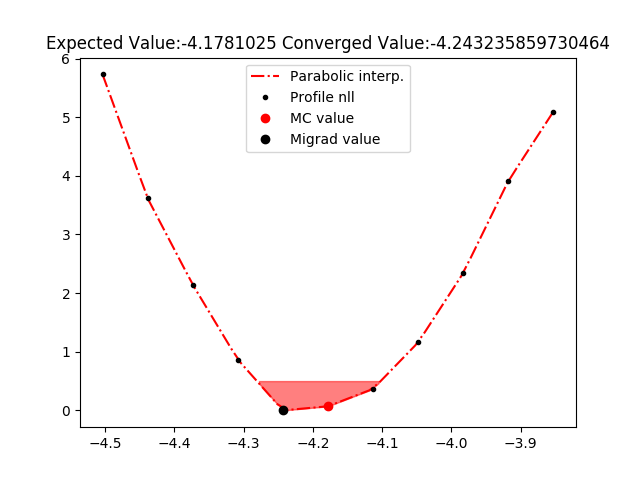 Expected Value:-4.1781025 Converged Value:-4.243235859730464
Parabolic interp.
Profile nll
MC value
Migrad value
6
5
4
3
2
1
0
−4.5 −4.4 −4.3 −4.2 −4.1 −4.0 −3.9